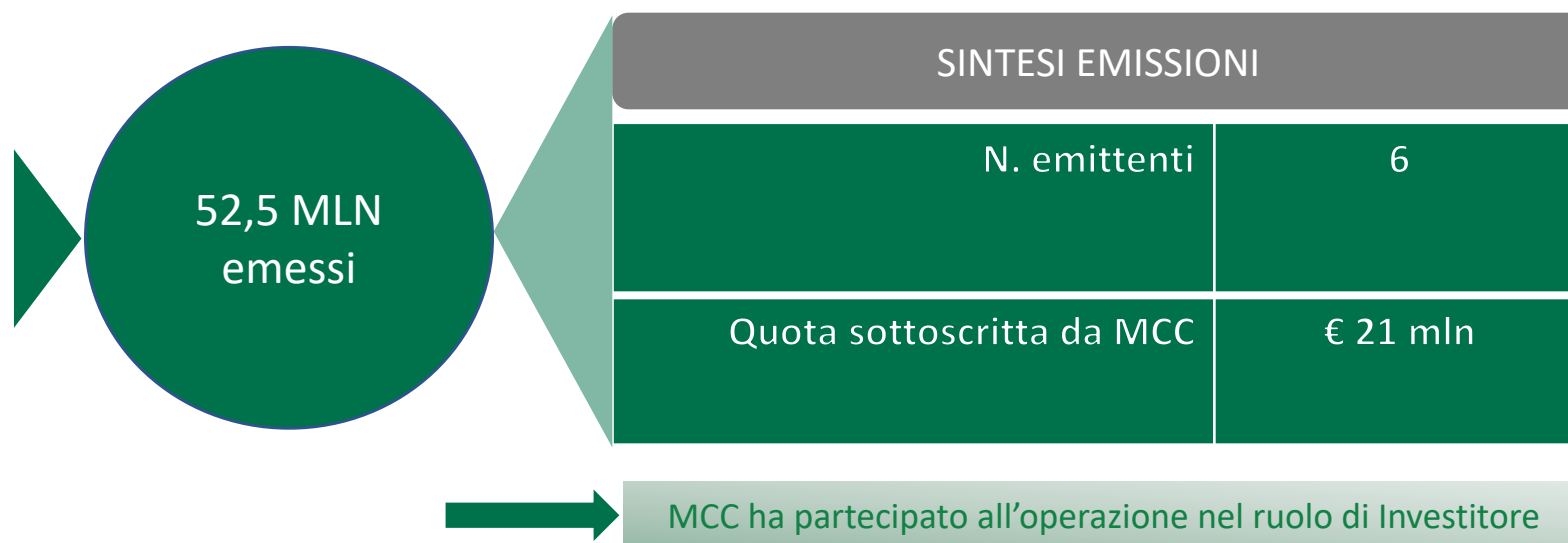 52,5 MLN
emessi
SINTESI EMISSIONI
N. emittenti 6
Quota sottoscritta da MCC € 21 mln
MCC ha partecipato all’operazione nel ruolo di Investitore